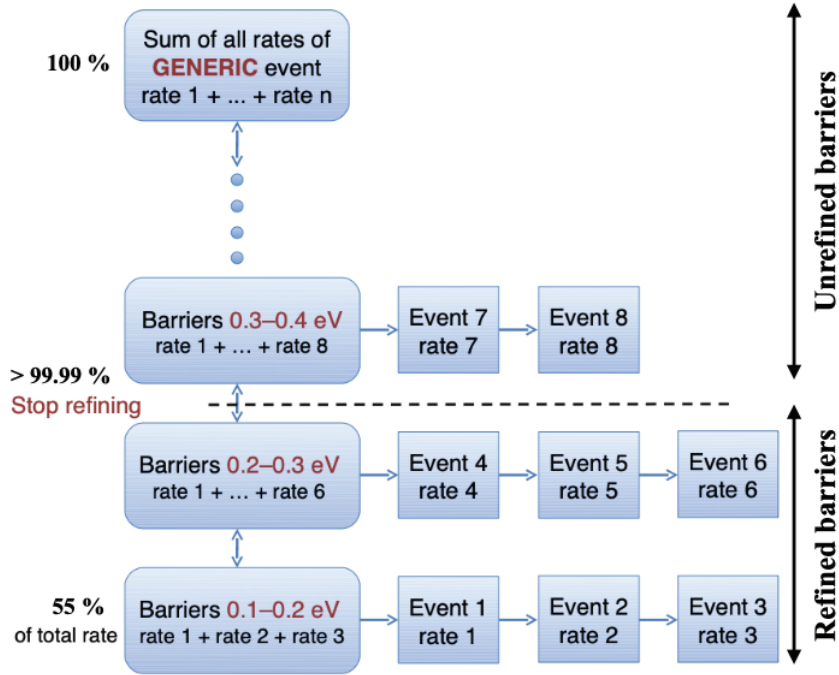 100 %
Sum of all rates of
GENERIC event
rate 1 + ... + rate n
Unrefined barriers
Barriers 0.3–0.4 eV
rate 1 + ... + rate 8
Event 7
rate 7
Event 8
rate 8
> 99.99 %
Stop refining
Barriers 0.2–0.3 eV
rate 1 + ... + rate 6
Event 4
rate 4
Event 5
rate 5
Event 6
rate 6
Refined barriers
55 %
of total rate
Barriers 0.1–0.2 eV
rate 1 + rate 2 + rate 3
Event 1
rate 1
Event 2
rate 2
Event 3
rate 3